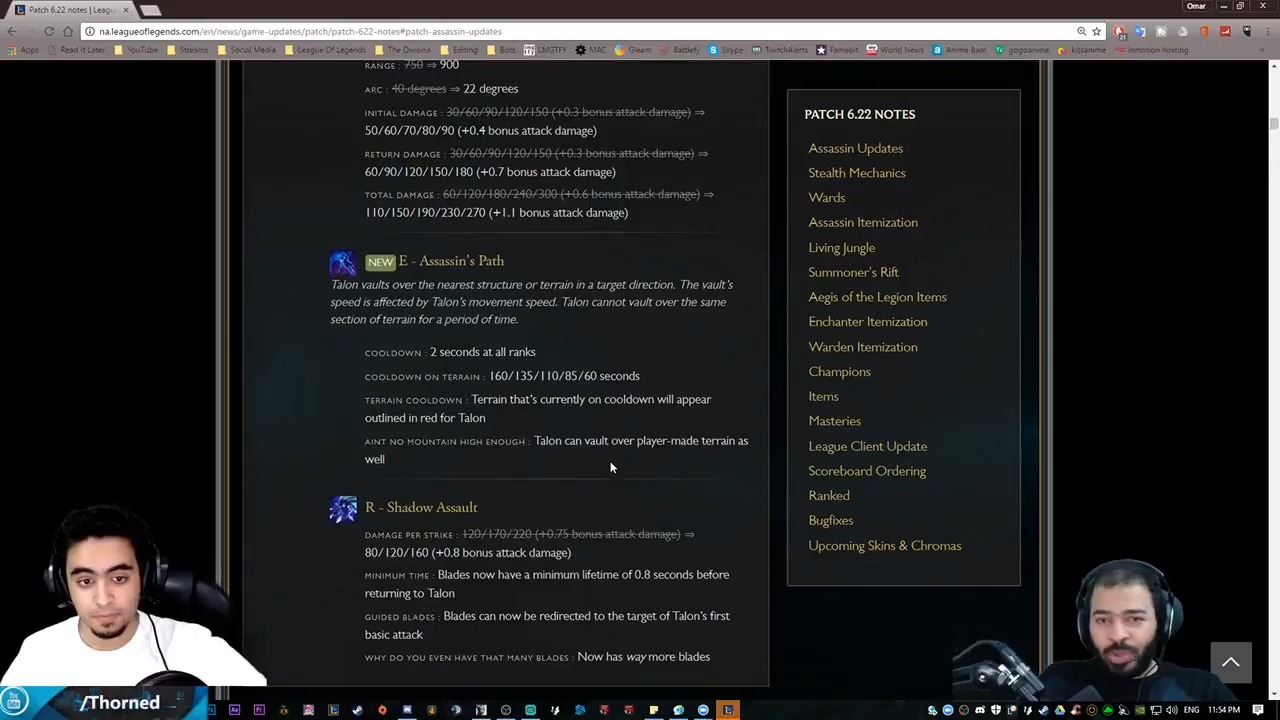 Patch 6.22 notes | Leagu
Omar
na.leagueoflegends.com/en/news/game-updates/patch/patch-622-notes#patch-assassin-updates
Apps Read it Later YouTube Streams Social Media League Of Legends The Division Editing Bots LMGTFY MAC Gleam. Battlefy Skype TwitchAlerts Famebit World News Anime Bam gogoanime kissanime inmotion hosting
RANGE : 750 ⇒ 900
ARC : 40 degrees ⇒ 22 degrees
INITIAL DAMAGE : 30/60/90/120/150 (+0.3 bonus attack damage) ⇒
50/60/70/80/90 (+0.4 bonus attack damage)
RETURN DAMAGE : 30/60/90/120/150 (+0.3 bonus attack damage) ⇒
60/90/120/150/180 (+0.7 bonus attack damage)
TOTAL DAMAGE : 60/120/180/240/300 (+0.6 bonus attack damage) ⇒
110/150/190/230/270 (+1.1 bonus attack damage)
NEW E - Assassin's Path
Talon vaults over the nearest structure or terrain in a target direction. The vault's
speed is affected by Talon's movement speed. Talon cannot vault over the same
section of terrain for a period of time.
COOLDOWN : 2 seconds at all ranks
COOLDOWN ON TERRAIN : 160/135/110/85/60 seconds
TERRAIN COOLDOWN : Terrain that's currently on cooldown will appear
outlined in red for Talon
AINT NO MOUNTAIN HIGH ENOUGH : Talon can vault over player-made terrain as
well
R - Shadow Assault
DAMAGE PER STRIKE : 120/170/220 (+0.75 bonus attack damage) ⇒
80/120/160 (+0.8 bonus attack damage)
MINIMUM TIME : Blades now have a minimum lifetime of 0.8 seconds before
returning to Talon
GUIDED BLADES : Blades can now be redirected to the target of Talon's first
basic attack
WHY DO YOU EVEN HAVE THAT MANY BLADES : Now has way more blades
PATCH 6.22 NOTES
Assassin Updates
Stealth Mechanics
Wards
Assassin Itemization
Living Jungle
Summoner's Rift
Aegis of the Legion Items
Enchanter Itemization
Warden Itemization
Champions
Items
Masteries
League Client Update
Scoreboard Ordering
Ranked
Bugfixes
Upcoming Skins & Chromas
/Thorned
11:54 PM